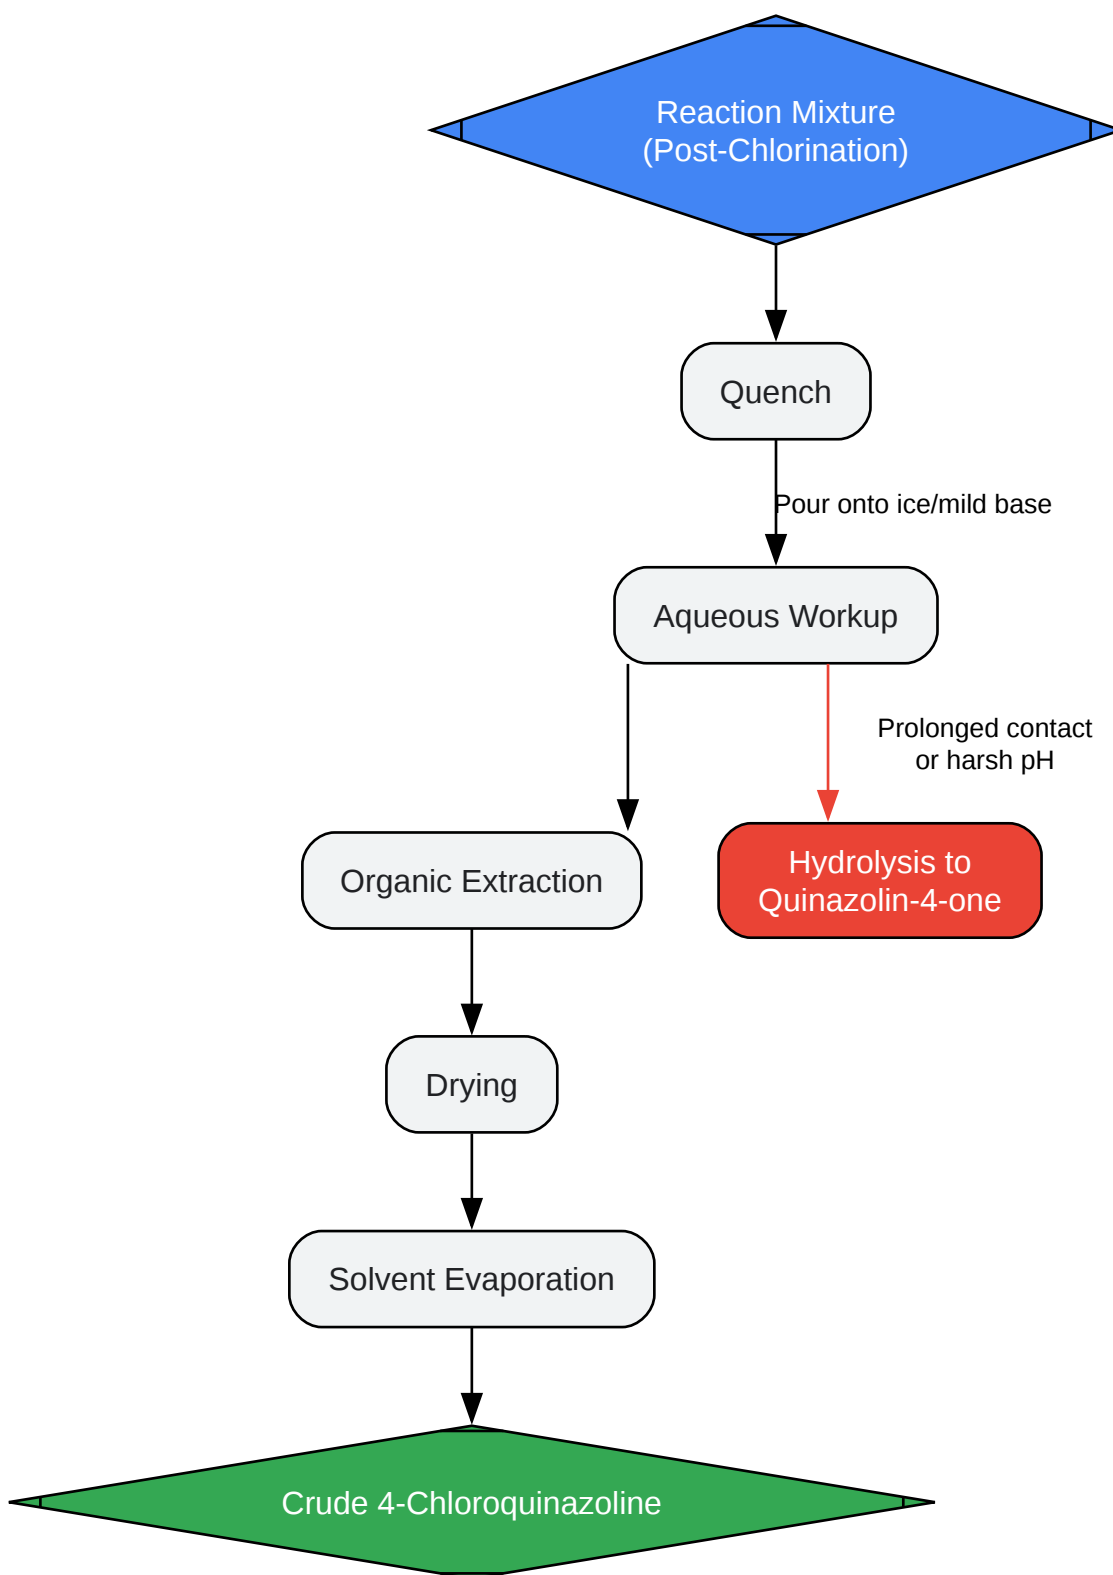 Reaction Mixture
(Post-Chlorination)
Quench
Pour onto ice/mild base
Aqueous Workup
Prolonged contact
or harsh pH
Organic Extraction
Hydrolysis to
Quinazolin-4-one
Drying
Solvent Evaporation
Crude 4-Chloroquinazoline